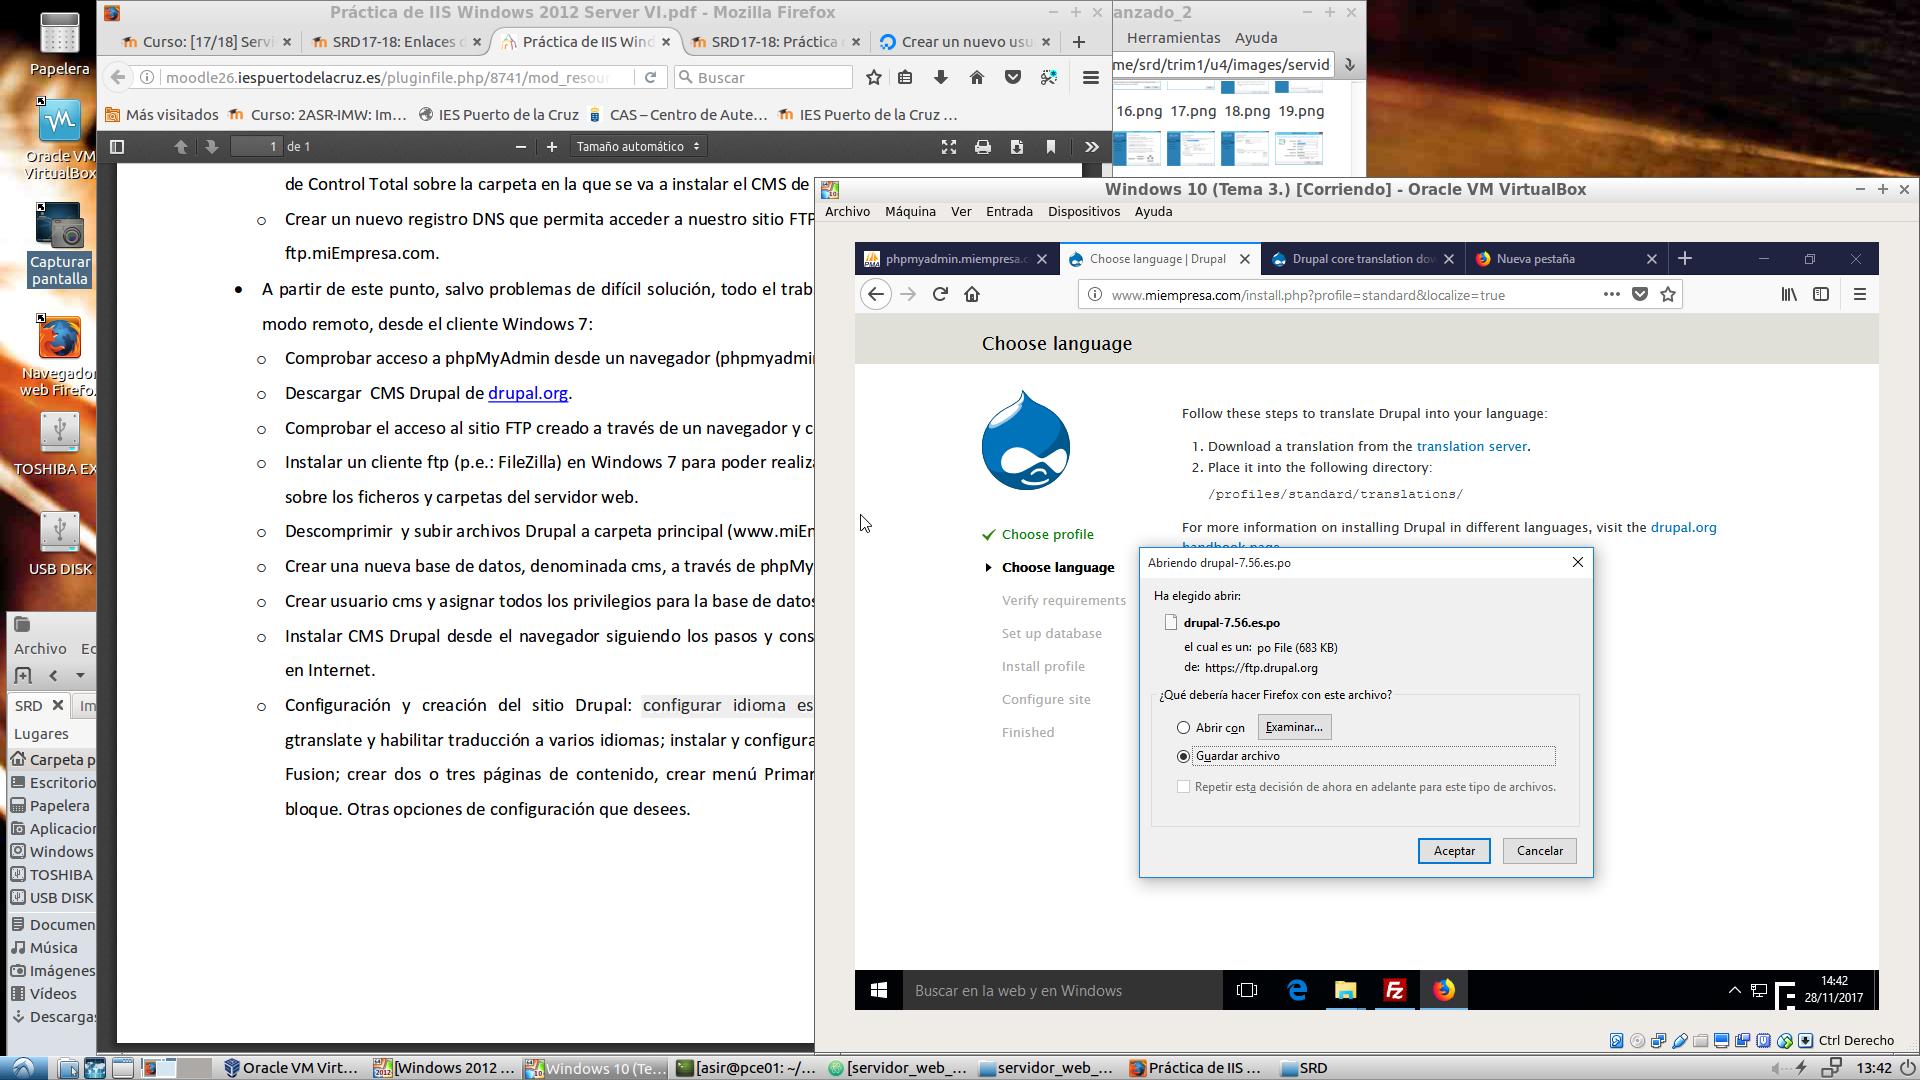 Papelera
Oracle VM
VirtualBox
Capturar
pantalla
Navegador
web Firefo
TOSHIBA EX
USB DISK
Práctica de IIS Windows 2012 Server VI.pdf - Mozilla Firefox
Curso: [17/18] Servi
SRD17-18: Enlaces d
Práctica de IIS Wind
SRD17-18: Práctica
Crear un nuevo usu
moodle26.iespuertodelacruz.es/pluginfile.php/8741/mod_resour
Buscar
Más visitados
Curso: 2ASR-IMW: Im...
IES Puerto de la Cruz
CAS – Centro de Aute...
IES Puerto de la Cruz ...
1 de 1
Tamaño automático
de Control Total sobre la carpeta en la que se va a instalar el CMS de
o Crear un nuevo registro DNS que permita acceder a nuestro sitio FTP
ftp.miEmpresa.com.
• A partir de este punto, salvo problemas de difícil solución, todo el trab
modo remoto, desde el cliente Windows 7:
o Comprobar acceso a phpMyAdmin desde un navegador (phpmyadmi
o Descargar CMS Drupal de drupal.org.
o Comprobar el acceso al sitio FTP creado a través de un navegador y c
o Instalar un cliente ftp (p.e.: FileZilla) en Windows 7 para poder realiza
sobre los ficheros y carpetas del servidor web.
o Descomprimir y subir archivos Drupal a carpeta principal (www.miEm
o Crear una nueva base de datos, denominada cms, a través de phpMy
o Crear usuario cms y asignar todos los privilegios para la base de datos
o Instalar CMS Drupal desde el navegador siguiendo los pasos y cons
en Internet.
o Configuración y creación del sitio Drupal: configurar idioma es
gtranslate y habilitar traducción a varios idiomas; instalar y configura
Fusion; crear dos o tres páginas de contenido, crear menú Primar
bloque. Otras opciones de configuración que desees.
anzado_2
Herramientas
Ayuda
me/srd/trim1/u4/images/servid
16.png
17.png
18.png
19.png
Windows 10 (Tema 3.) [Corriendo] - Oracle VM VirtualBox
Archivo
Máquina
Ver
Entrada
Dispositivos
Ayuda
phpmyadmin.miempresa.c
Choose language | Drupal
Drupal core translation dow
Nueva pestaña
www.miempresa.com/install.php?profile=standard&localize=true
Choose language
Choose profile
Choose language
Verify requirements
Set up database
Install profile
Configure site
Finished
Follow these steps to translate Drupal into your language:
1. Download a translation from the translation server.
2. Place it into the following directory:
/profiles/standard/translations/
For more information on installing Drupal in different languages, visit the drupal.org
handbook page
Abriendo drupal-7.56.es.po
Ha elegido abrir:
drupal-7.56.es.po
el cual es un: po File (683 KB)
de: https://ftp.drupal.org
¿Qué debería hacer Firefox con este archivo?
Abrir con
Examinar...
Guardar archivo
Repetir esta decisión de ahora en adelante para este tipo de archivos.
Aceptar
Cancelar
Buscar en la web y en Windows
14:42
28/11/2017
Ctrl Derecho
Archivo
Ec
SRD
Im
Lugares
Carpeta p
Escritorio
Papelera
Aplicacion
Windows
TOSHIBA
USB DISK
Documen
Música
Imágenes
Vídeos
Descargas
Oracle VM Virt...
[Windows 2012 ...
Windows 10 (Te...
[asir@pce01: ~/...
[servidor_web_...
servidor_web_...
Práctica de IIS ...
SRD
13:42